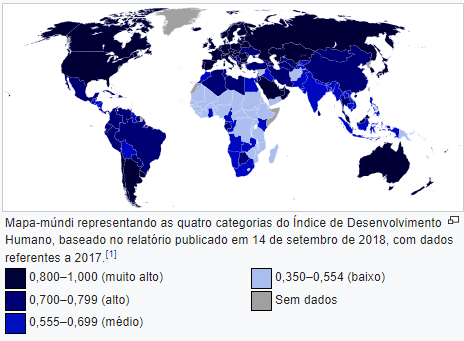 Mapa-múndi representando as quatro categorias do Índice de Desenvolvimento
Humano, baseado no relatório publicado em 14 de setembro de 2018, com dados
referentes a 2017.[1]
0,800–1,000 (muito alto)
0,700–0,799 (alto)
0,555–0,699 (médio)
0,350–0,554 (baixo)
Sem dados